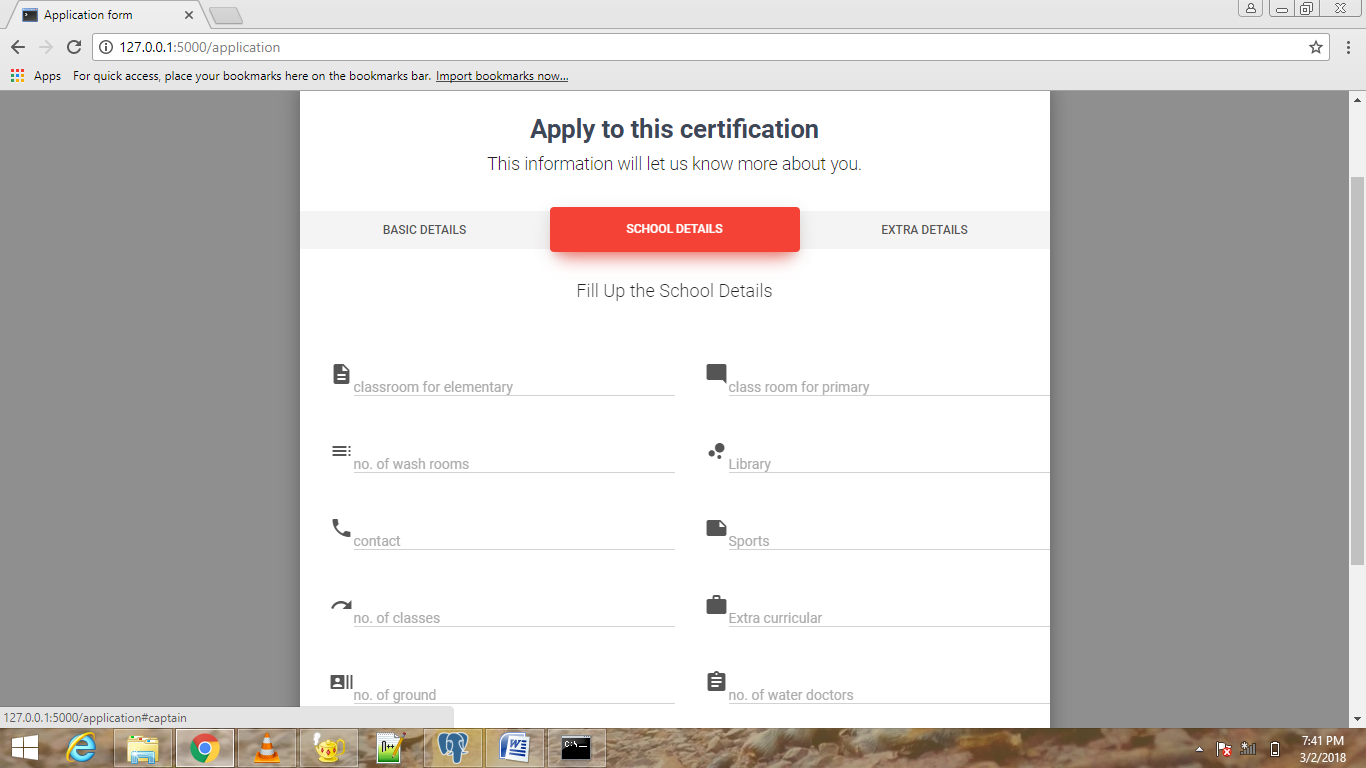 Application form
127.0.0.1:5000/application
Apps For quick access, place your bookmarks here on the bookmarks bar. Import bookmarks now...
Apply to this certification
This information will let us know more about you.
BASIC DETAILS SCHOOL DETAILS EXTRA DETAILS
Fill Up the School Details
classroom for elementary class room for primary
no. of wash rooms Library
contact Sports
no. of classes Extra curricular
no. of ground no. of water doctors
127.0.0.1:5000/application#captain
7:41 PM
3/2/2018